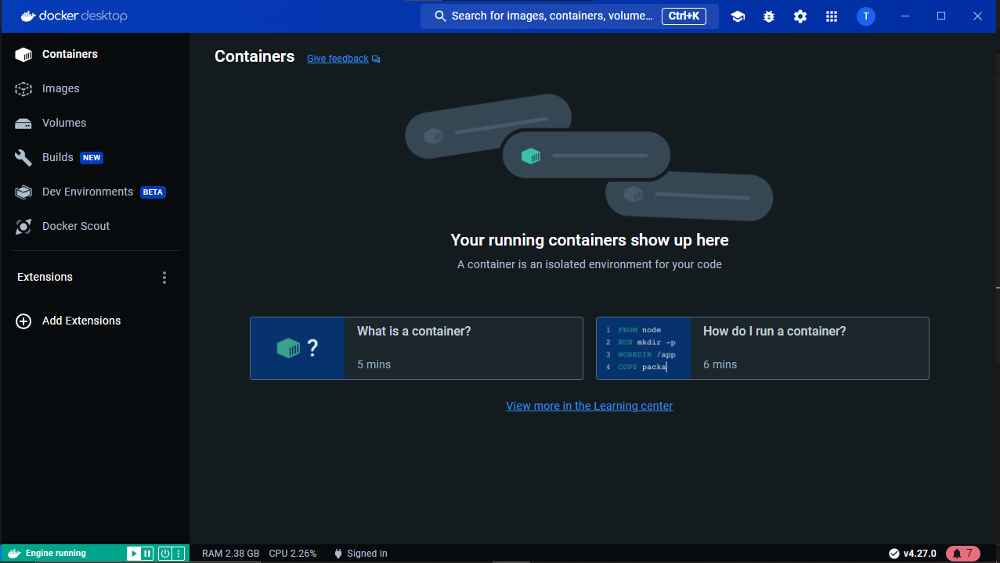 docker desktop
Search for images, containers, volume... Ctrl+K
T
Containers
Images
Volumes
Builds NEW
Dev Environments BETA
Docker Scout
Extensions
Add Extensions
Containers Give feedback
Your running containers show up here
A container is an isolated environment for your code
?
What is a container?
5 mins
1 FROM node
2 RUN mkdir -p
3 WORKDIR /app
4 COPY packa
How do I run a container?
6 mins
View more in the Learning center
Engine running
RAM 2.38 GB CPU 2.26% Signed in
v4.27.0 7